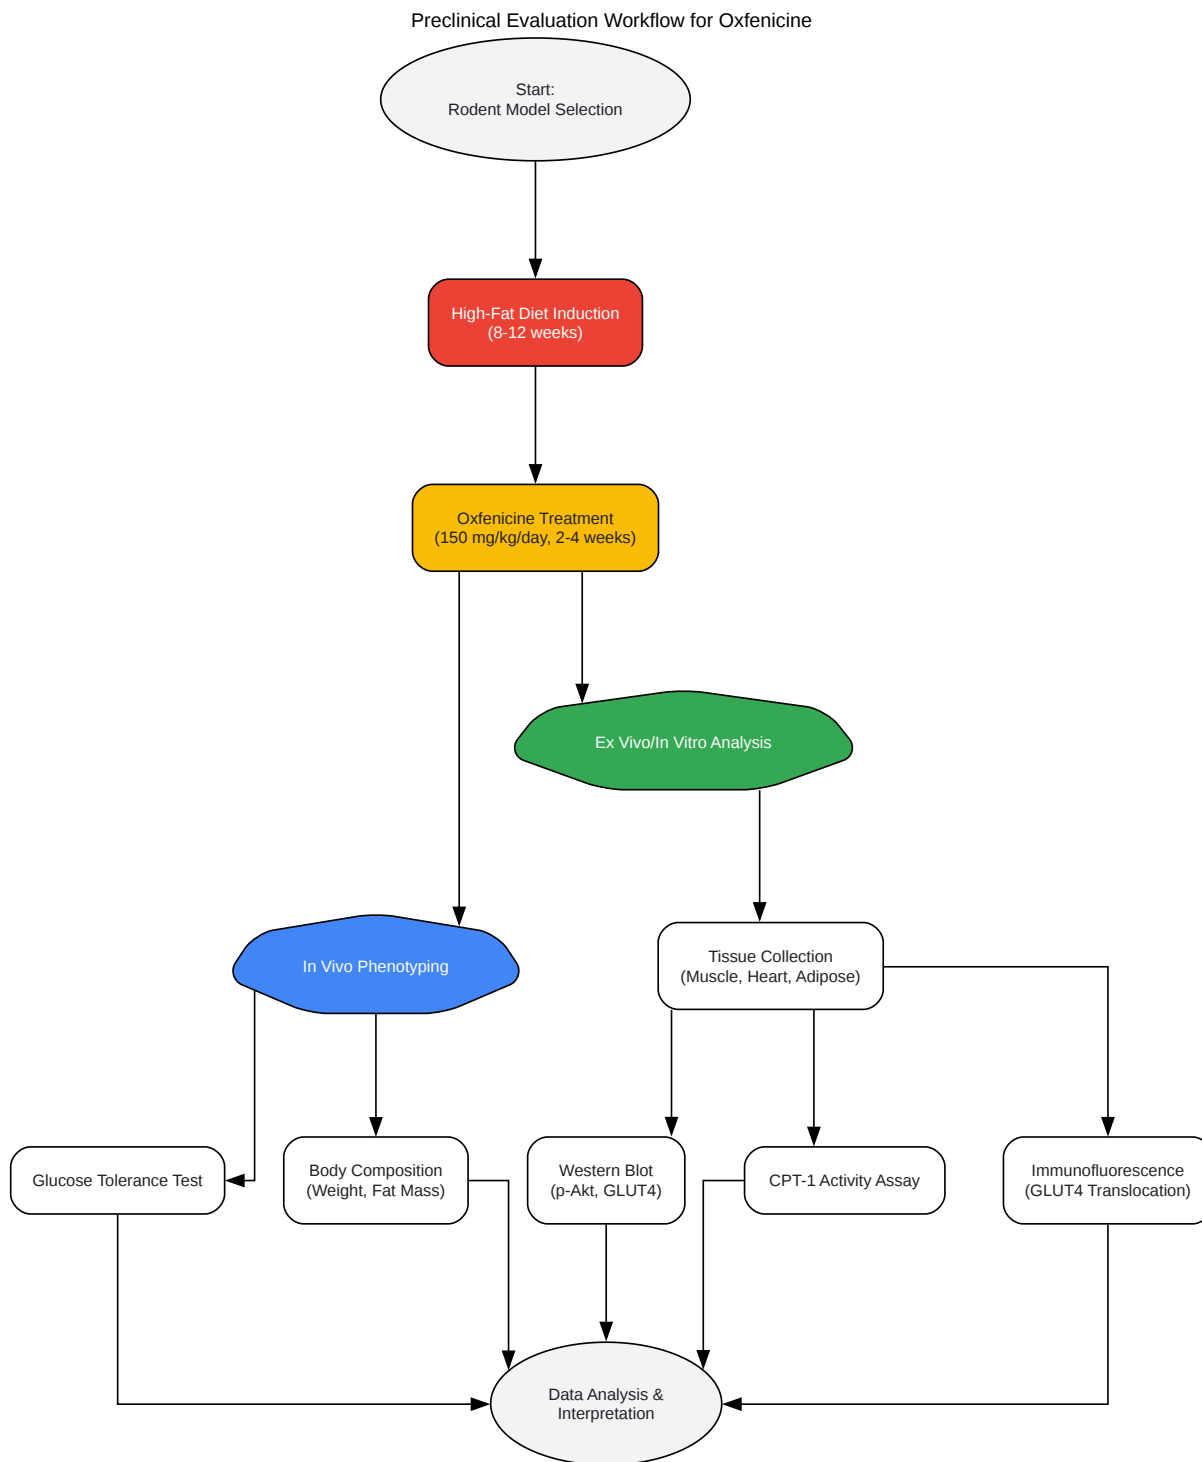 Preclinical Evaluation Workflow for Oxfenicine
Start:
Rodent Model Selection
High-Fat Diet Induction
(8-12 weeks)
Oxfenicine Treatment
(150 mg/kg/day, 2-4 weeks)
Ex Vivo/In Vitro Analysis
In Vivo Phenotyping
Tissue Collection
(Muscle, Heart, Adipose)
Glucose Tolerance Test
Body Composition
(Weight, Fat Mass)
Western Blot
(p-Akt, GLUT4)
CPT-1 Activity Assay
Immunofluorescence
(GLUT4 Translocation)
Data Analysis &
Interpretation